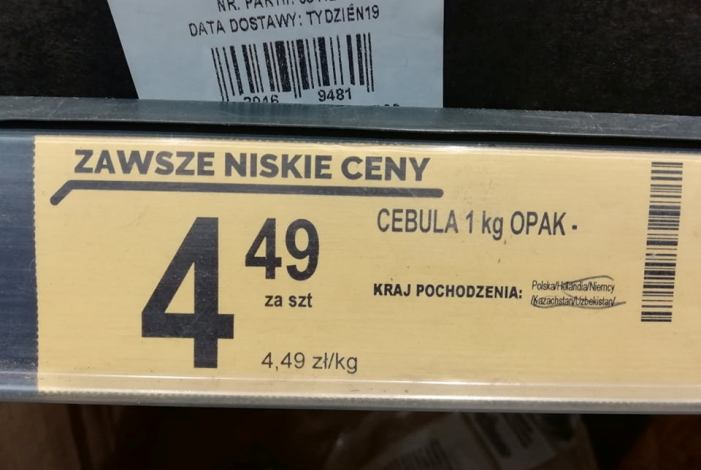 DATA DOSTAWY: TYDZIEŃ19
9481
ZAWSZE NISKIE CENY
4 49
za szt
4,49 zł/kg
CEBULA 1 kg OPAK -
KRAJ POCHODZENIA:
Polska/Holandia/Niemcy
/Kazachstan/Uzbekistan/